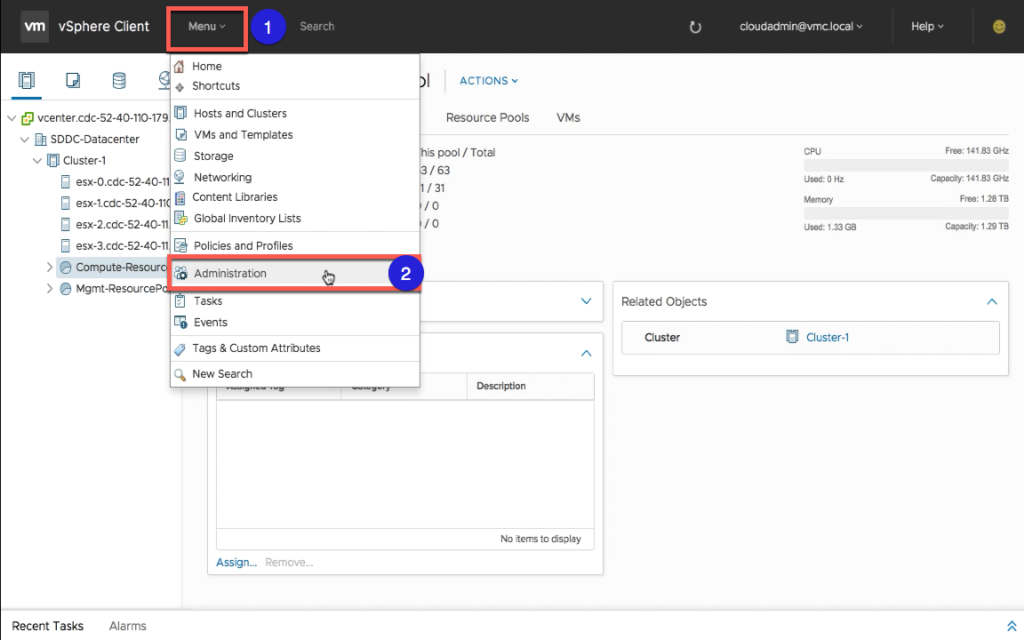 vm vSphere Client Menu 1 Search cloudadmin@vmc.local Help
Home
Shortcuts
Hosts and Clusters
VMs and Templates
Storage
Networking
Content Libraries
Global Inventory Lists
Policies and Profiles
Administration 2
Tasks
Events
Tags & Custom Attributes
New Search
vcenter.cdc-52-40-110-179.
SDDC-Datacenter
Cluster-1
esx-0.cdc-52-40-11
esx-1.cdc-52-40-110
esx-2.cdc-52-40-11.
esx-3.cdc-52-40-11.
Compute-Resourc
Mgmt-ResourcePo
ACTIONS
Resource Pools VMs
his pool / Total
3 / 63
1 / 31
/ 0
/ 0
CPU Free: 141.83 GHz
Used: 0 Hz Capacity: 141.83 GHz
Memory Free: 1.28 TB
Used: 1.33 GB Capacity: 1.29 TB
Related Objects
Cluster Cluster-1
Assigned Tag Category Description
No items to display
Assign... Remove...
Recent Tasks Alarms